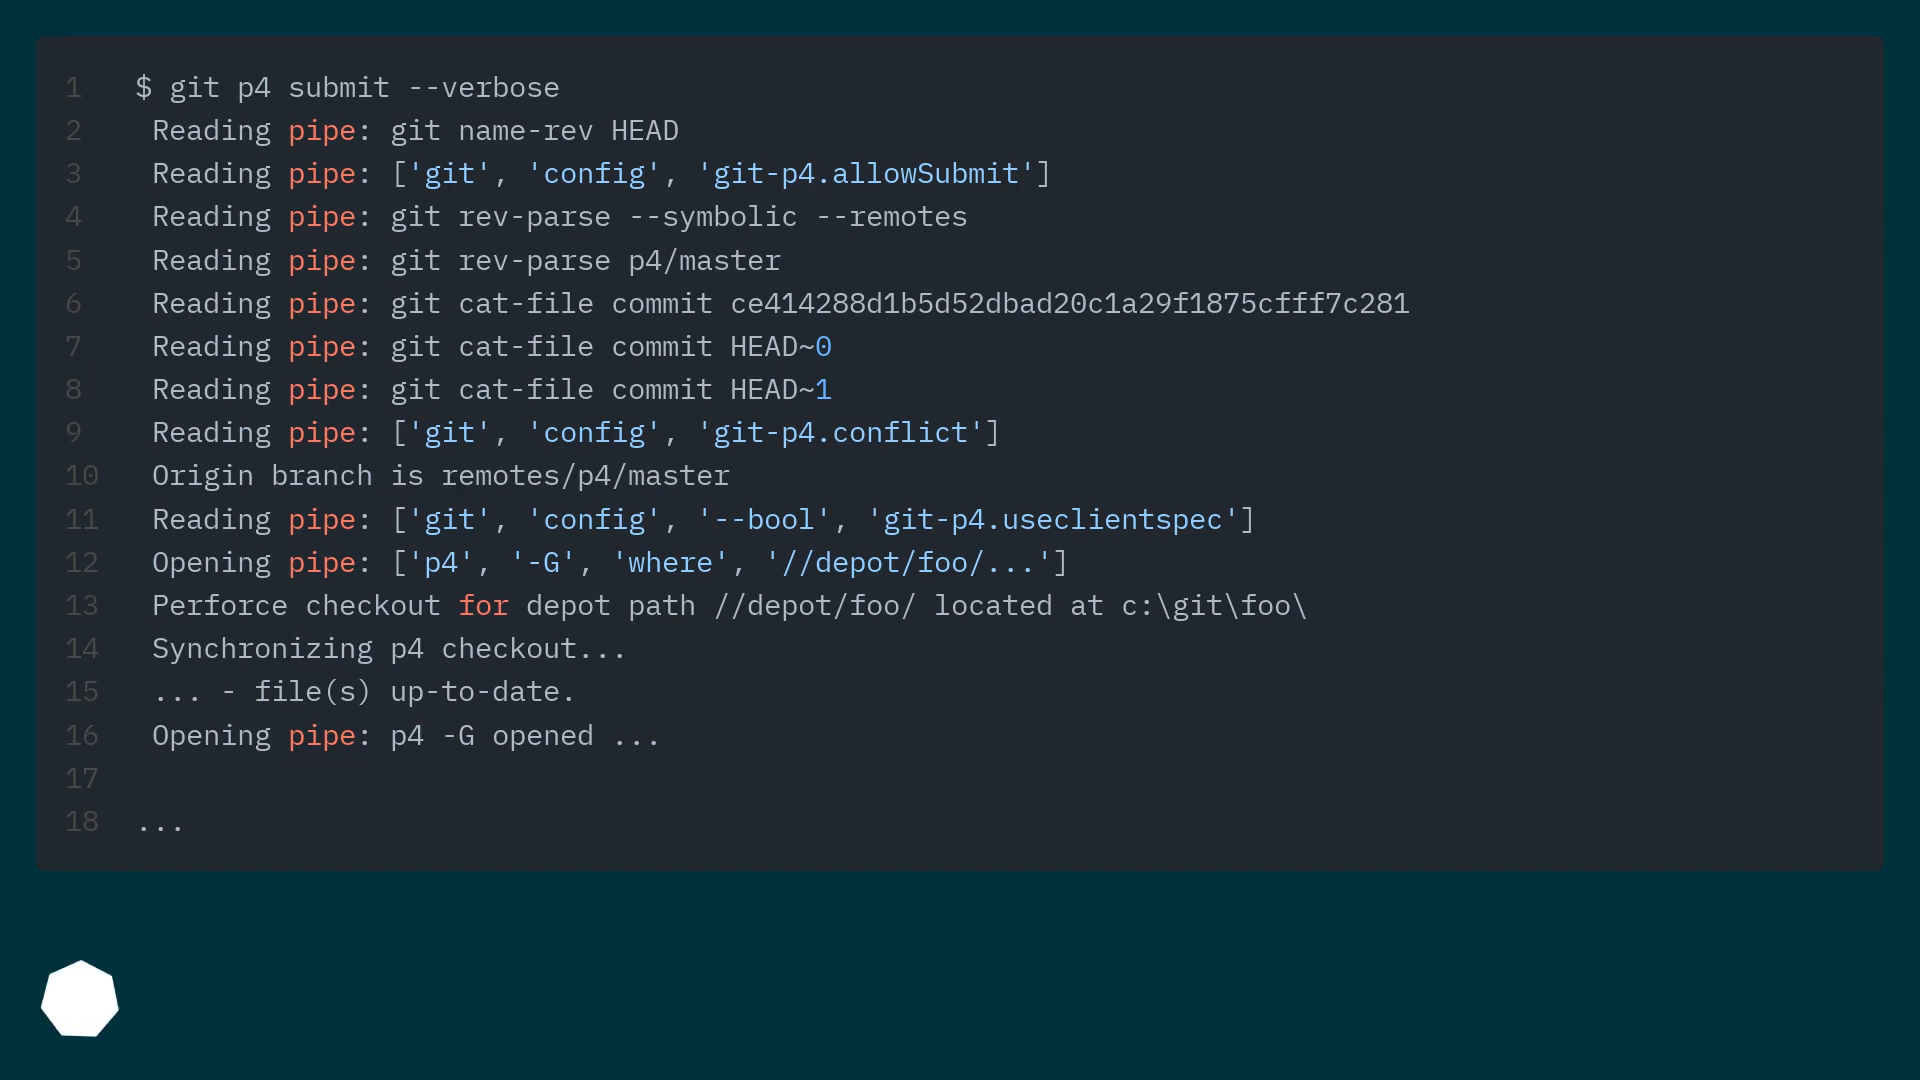 1 $ git p4 submit --verbose
2 Reading pipe: git name-rev HEAD
3 Reading pipe: ['git', 'config', 'git-p4.allowSubmit']
4 Reading pipe: git rev-parse --symbolic --remotes
5 Reading pipe: git rev-parse p4/master
6 Reading pipe: git cat-file commit ce414288d1b5d52dbad20c1a29f1875cfff7c281
7 Reading pipe: git cat-file commit HEAD~0
8 Reading pipe: git cat-file commit HEAD~1
9 Reading pipe: ['git', 'config', 'git-p4.conflict']
10 Origin branch is remotes/p4/master
11 Reading pipe: ['git', 'config', '--bool', 'git-p4.useclientspec']
12 Opening pipe: ['p4', '-G', 'where', '//depot/foo/...']
13 Perforce checkout for depot path //depot/foo/ located at c:\git\foo\
14 Synchronizing p4 checkout...
15 ... - file(s) up-to-date.
16 Opening pipe: p4 -G opened ...
17
18 ...